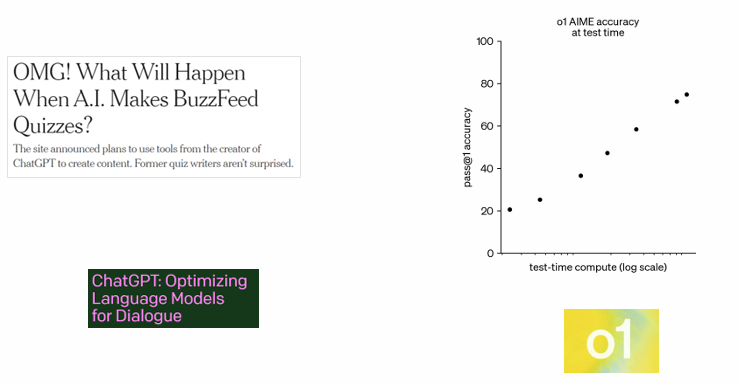 OMG! What Will Happen
When A.I. Makes BuzzFeed
Quizzes?
The site announced plans to use tools from the creator of
ChatGPT to create content. Former quiz writers aren't surprised.
ChatGPT: Optimizing
Language Models
for Dialogue
o1 AIME accuracy
at test time
pass@1 accuracy
100
80
60
40
20
0
test-time compute (log scale)
o1